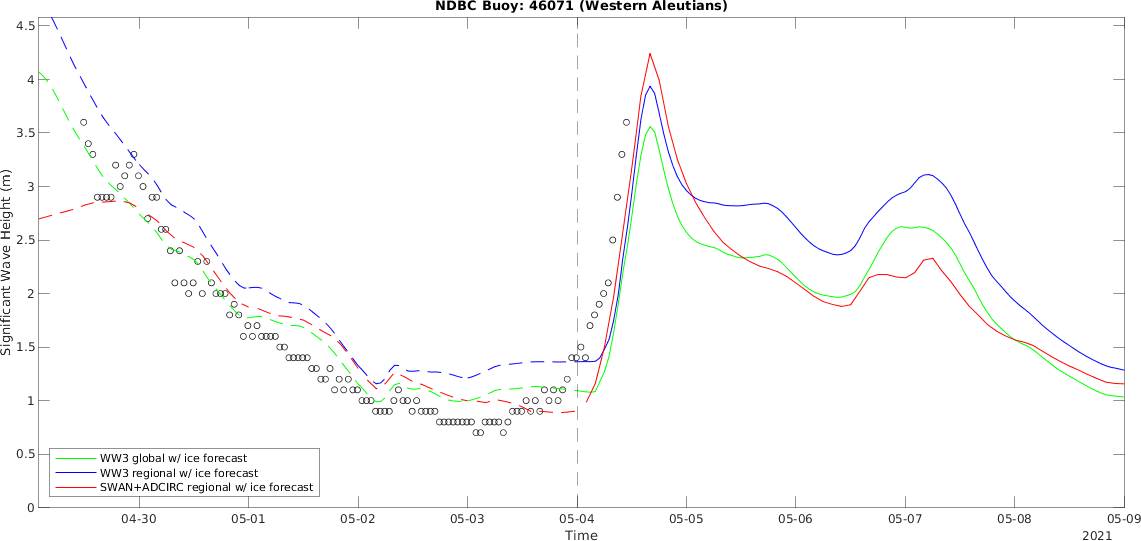 NDBC Buoy: 46071 (Western Aleutians)
4.5
4
3.5
3
2.5
2
1.5
1
0.5
0
Significant Wave Height (m)
WW3 global w/ ice forecast
WW3 regional w/ ice forecast
SWAN+ADCIRC regional w/ ice forecast
04-30 05-01 05-02 05-03 05-04 05-05 05-06 05-07 05-08 05-09
Time
2021